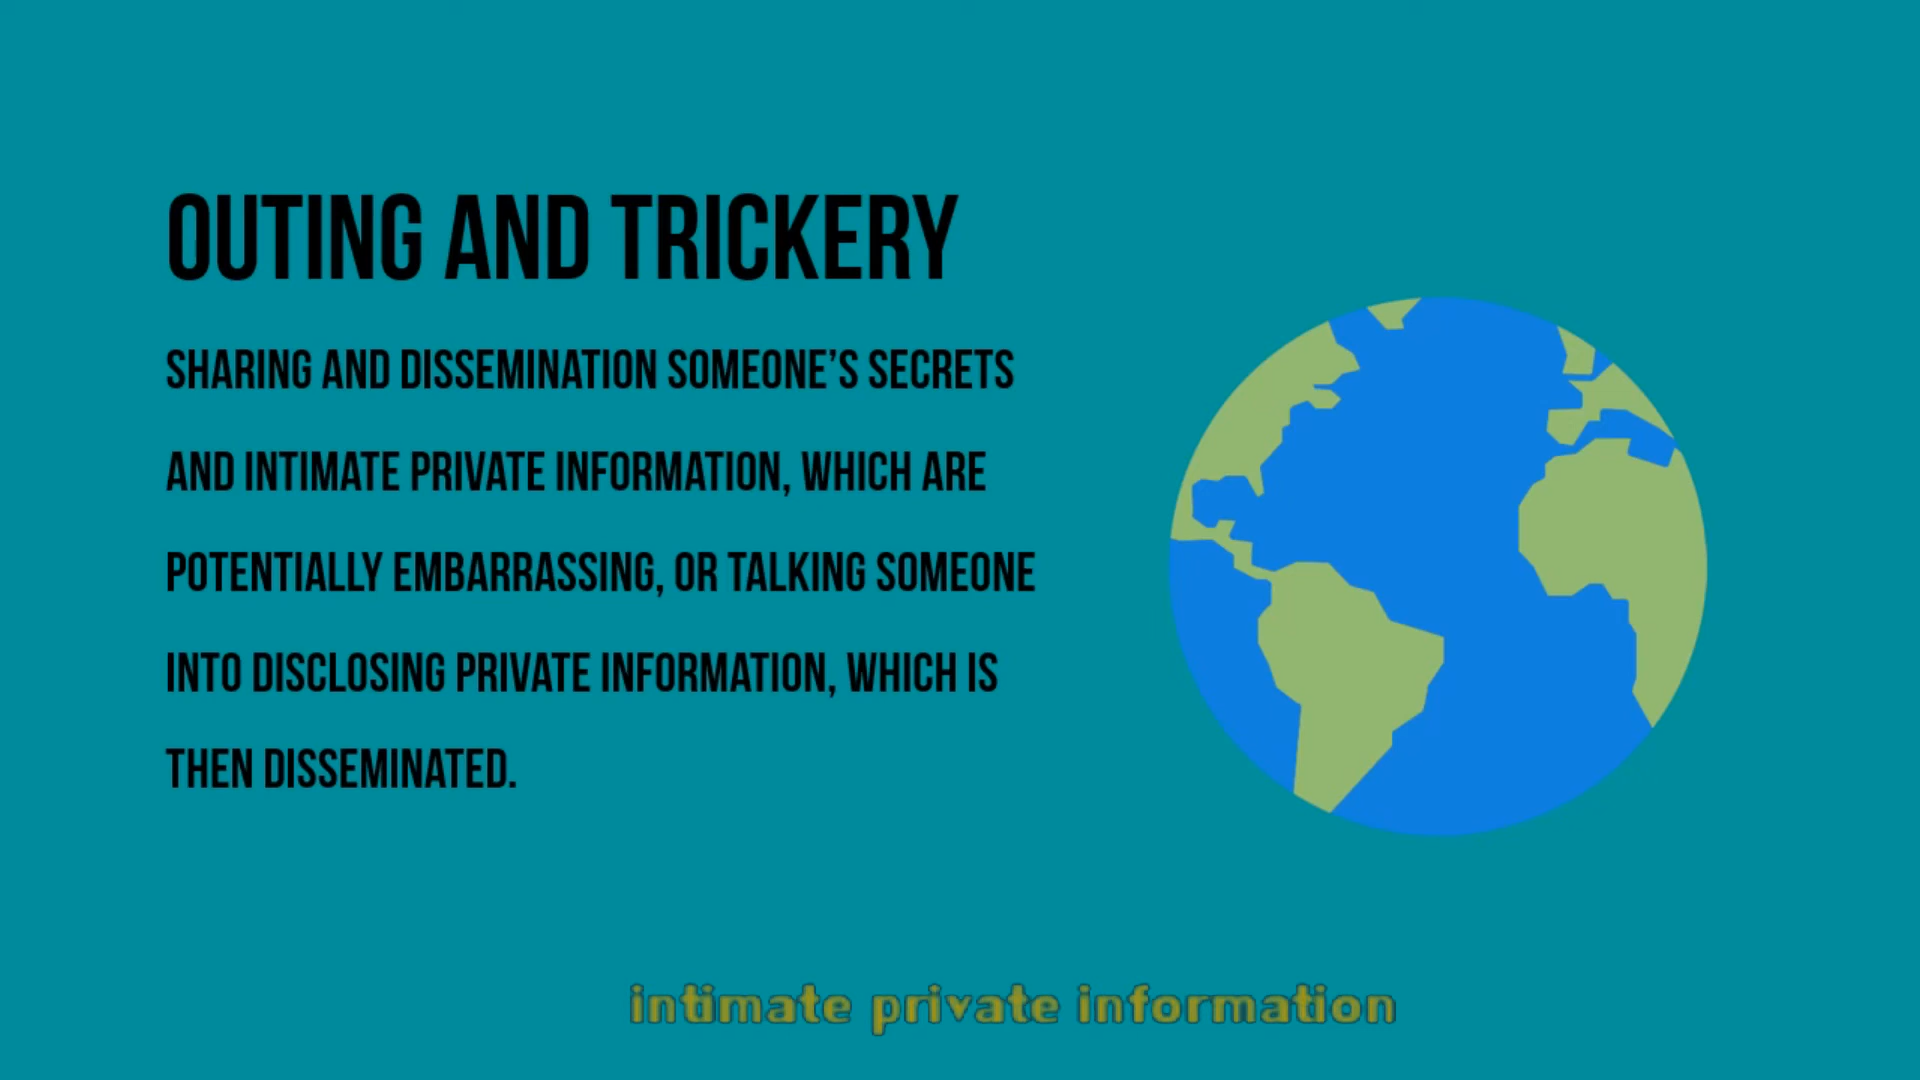 OUTING AND TRICKERY
SHARING AND DISSEMINATION SOMEONE’S SECRETS
AND INTIMATE PRIVATE INFORMATION, WHICH ARE
POTENTIALLY EMBARRASSING, OR TALKING SOMEONE
INTO DISCLOSING PRIVATE INFORMATION, WHICH IS
THEN DISSEMINATED.
intimate private information